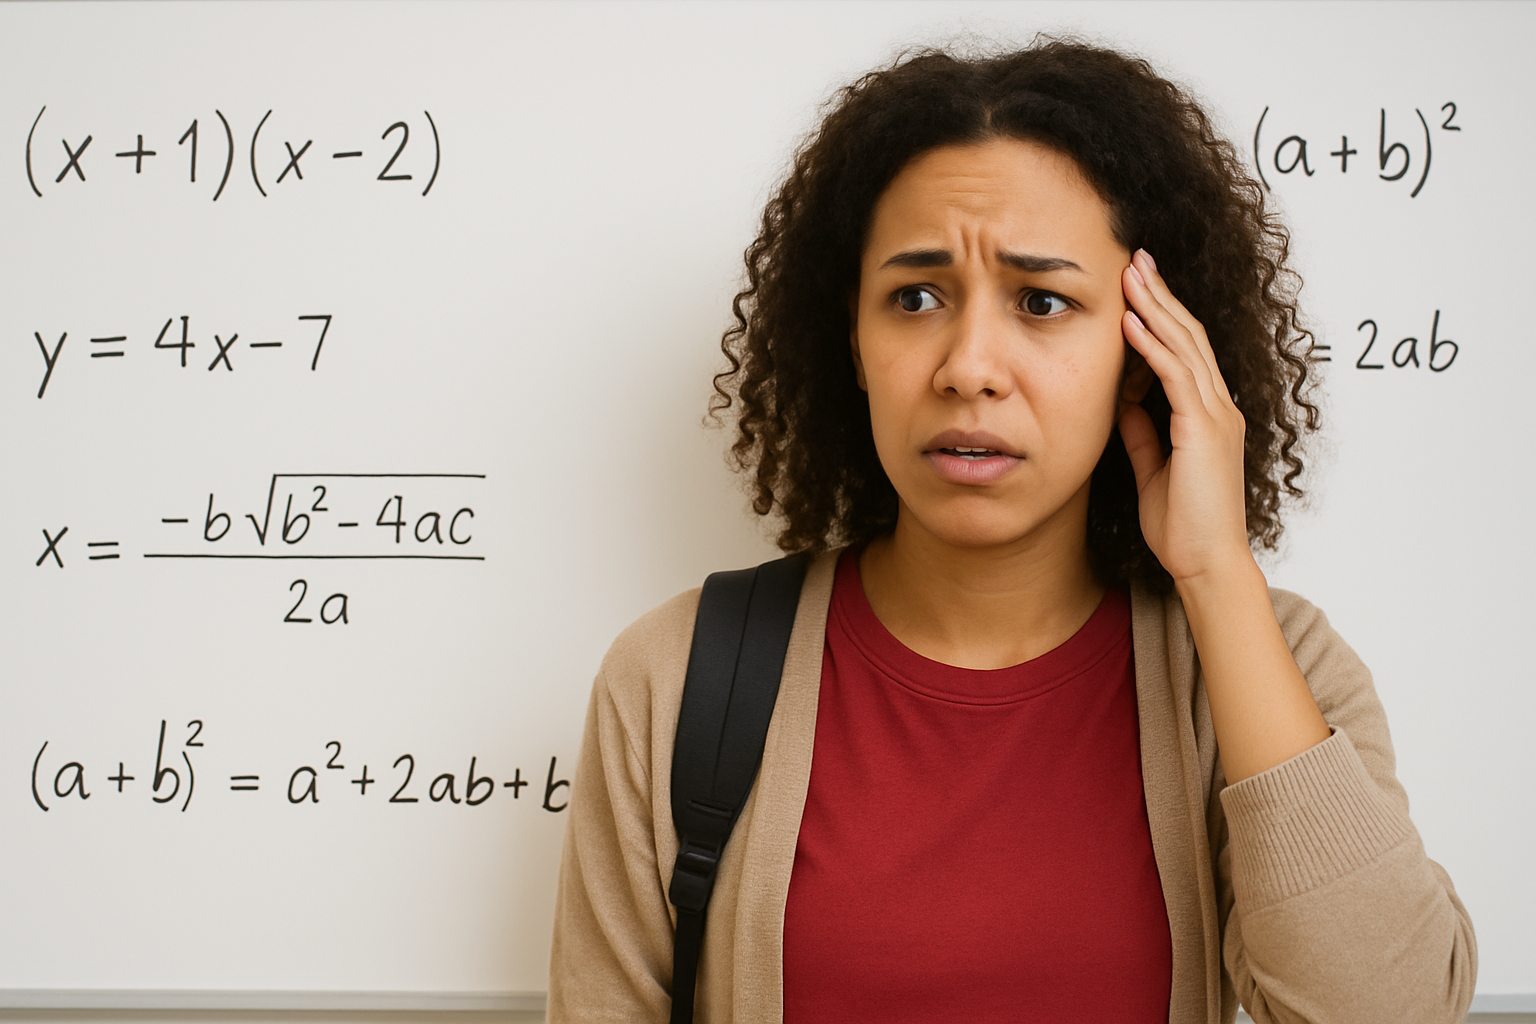 (x + 1)(x - 2)
y = 4x - 7
x = -b √(b² - 4ac) / 2a
(a + b)² = a² + 2ab + b
(a + b)²
= 2ab